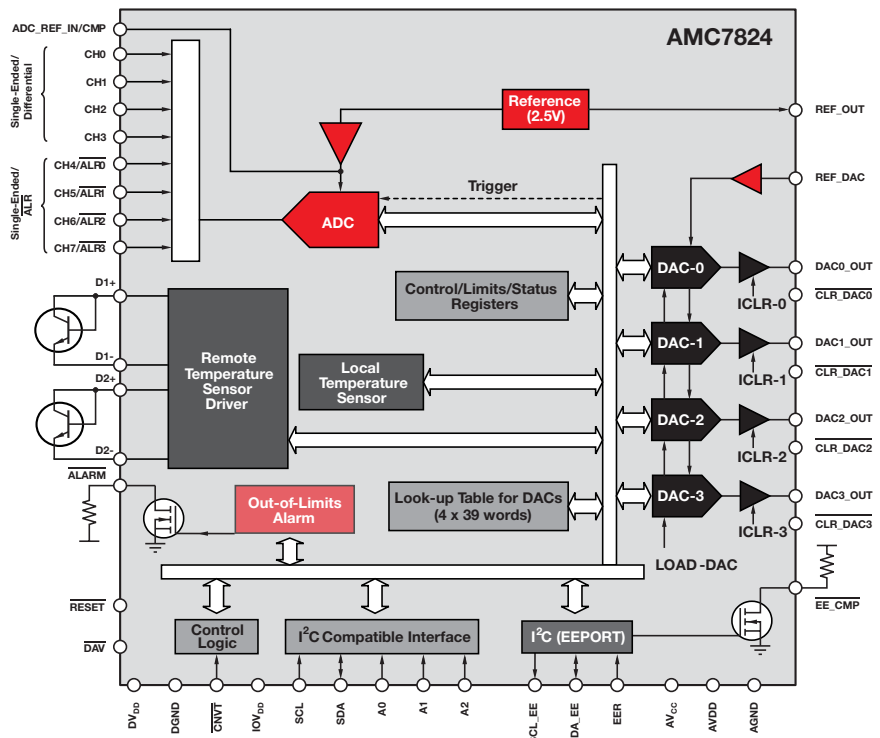 AMC7824
ADC_REF_IN/CMP
CH0
CH1
CH2
CH3
Single-Ended/
Differential
CH4/ALR0
CH5/ALR1
CH6/ALR2
CH7/ALR3
Single-Ended/
ALR
Reference
(2.5V)
REF_OUT
REF_DAC
Trigger
ADC
DAC-0
DAC0_OUT
ICLR-0
CLR_DAC0
Control/Limits/Status
Registers
D1+
D1-
DAC-1
DAC1_OUT
ICLR-1
CLR_DAC1
Remote
Temperature
Sensor
Driver
Local
Temperature
Sensor
D2+
D2-
DAC-2
DAC2_OUT
ICLR-2
CLR_DAC2
ALARM
Out-of-Limits
Alarm
Look-up Table for DACs
(4 x 39 words)
DAC-3
DAC3_OUT
ICLR-3
CLR_DAC3
LOAD-DAC
EE_CMP
RESET
DAV
Control
Logic
I2C Compatible Interface
I2C (EEPORT)
DVDD
DGND
CNVT
IOVDD
SCL
SDA
A0
A1
A2
SCL_EE
DA_EE
EER
AVCC
AVDD
AGND